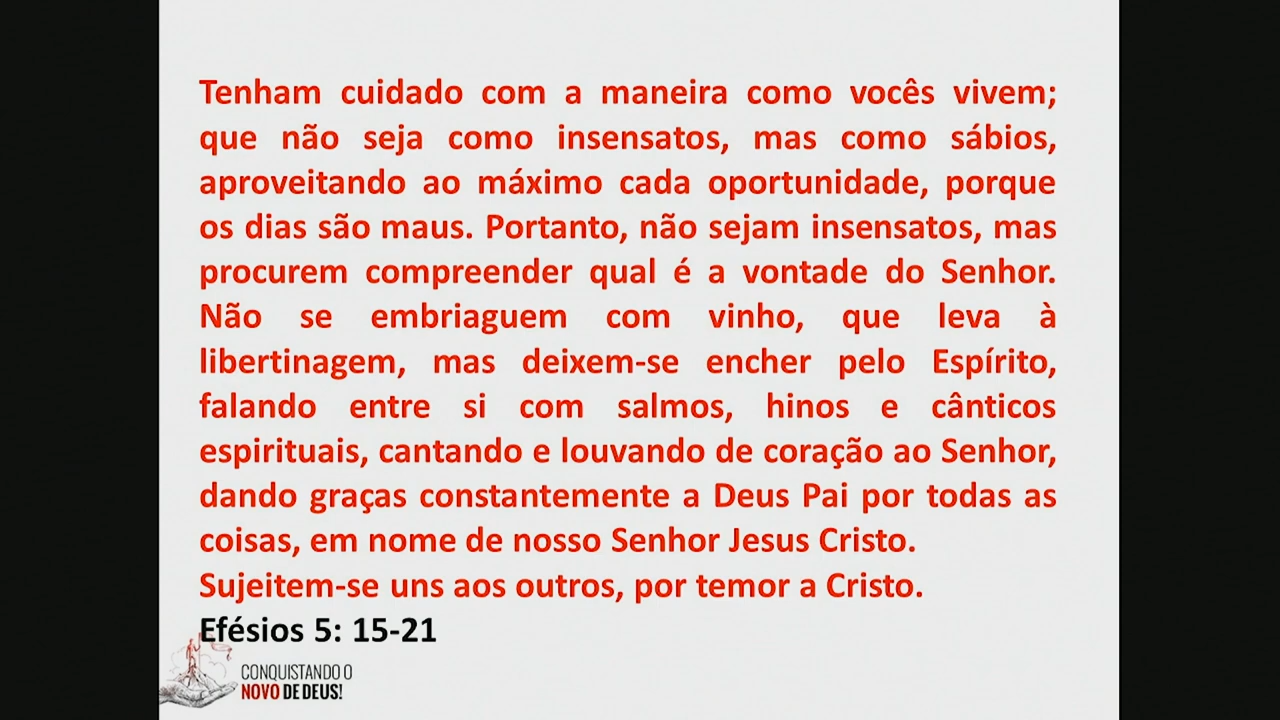 Tenham cuidado com a maneira como vocês vivem;
que não seja como insensatos, mas como sábios,
aproveitando ao máximo cada oportunidade, porque
os dias são maus. Portanto, não sejam insensatos, mas
procurem compreender qual é a vontade do Senhor.
Não se embriaguem com vinho, que leva à
libertinagem, mas deixem-se encher pelo Espírito,
falando entre si com salmos, hinos e cânticos
espirituais, cantando e louvando de coração ao Senhor,
dando graças constantemente a Deus Pai por todas as
coisas, em nome de nosso Senhor Jesus Cristo.
Sujeitem-se uns aos outros, por temor a Cristo.
Efésios 5: 15-21
CONQUISTANDO O
NOVO DE DEUS!